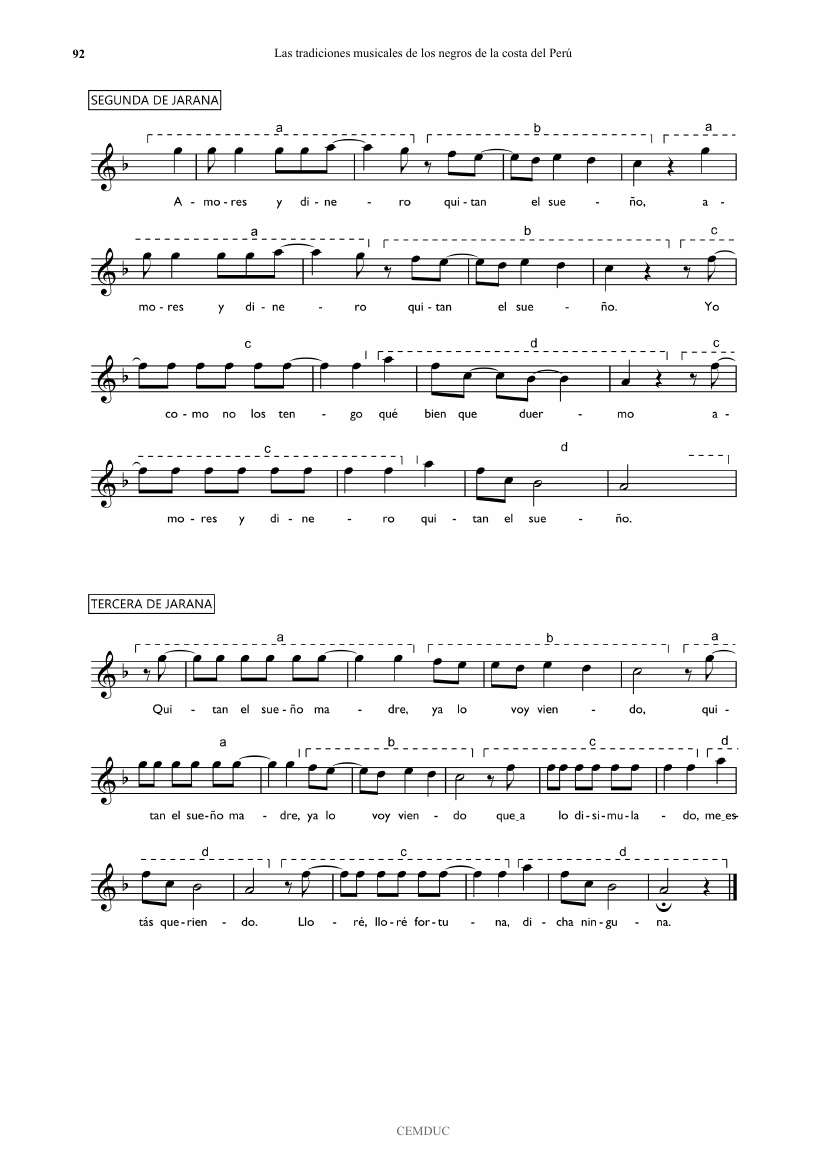 92
Las tradiciones musicales de los negros de la costa del Perú
SEGUNDA DE JARANA
a b a
A - mo - res y di - ne - ro qui - tan el sue - ño, a -
a b c
mo - res y di - ne - ro qui - tan el sue - ño. Yo
c d c
co - mo no los ten - go qué bien que duer - mo a -
c d
mo - res y di - ne - ro qui - tan el sue - ño.
TERCERA DE JARANA
a b a
Qui - tan el sue - ño ma - dre, ya lo voy vien - do, qui -
a b c d
tan el sue - ño ma - dre, ya lo voy vien - do que_a lo di - si - mu - la - do, me_es-
d c d
tás que - rien - do. Llo - ré, llo - ré for - tu - na, di - cha nin - gu - na.
CEMDUC